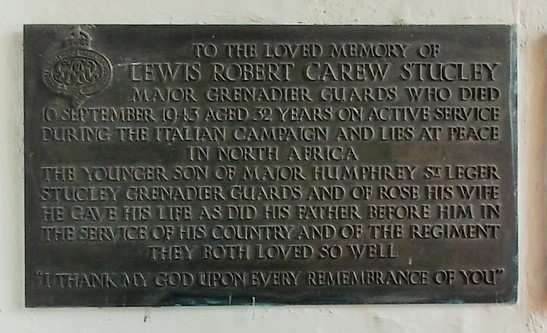 TO THE LOVED MEMORY OF
LEWIS ROBERT CAREW STUCLEY
MAJOR GRENADIER GUARDS WHO DIED
10 SEPTEMBER 1943 AGED 32 YEARS ON ACTIVE SERVICE
DURING THE ITALIAN CAMPAIGN AND LIES AT PEACE
IN NORTH AFRICA
THE YOUNGER SON OF MAJOR HUMPHREY ST LEGER
STUCLEY GRENADIER GUARDS AND OF ROSE HIS WIFE
HE GAVE HIS LIFE AS DID HIS FATHER BEFORE HIM IN
THE SERVICE OF HIS COUNTRY AND OF THE REGIMENT
THEY BOTH LOVED SO WELL
"I THANK MY GOD UPON EVERY REMEMBRANCE OF YOU"